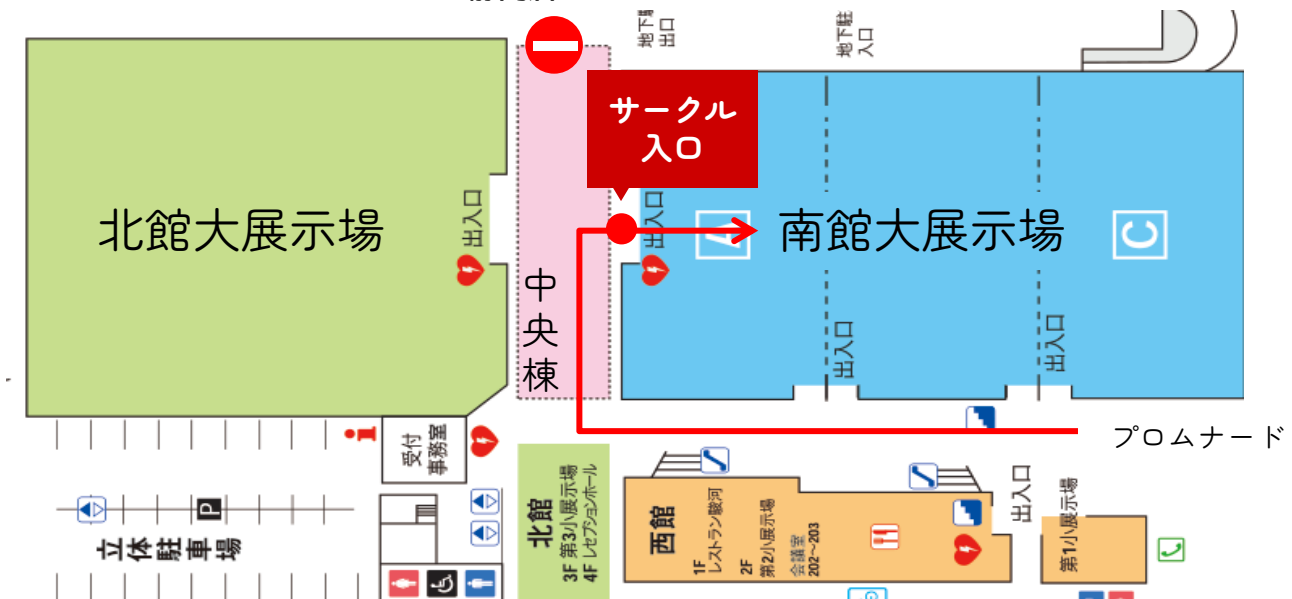 地下駐
出口
地下駐
入口
サークル
入口
北館大展示場
出入口
中央棟
出入口
A
南館大展示場
C
出入口
出入口
プロムナード
受付
事務室
P
立体駐車場
北館
3F 第3小展示場
4F レセプションホール
西館
1F
レストラン駿河
2F
第2小展示場
会議室
202～203
出入口
第1小展示場